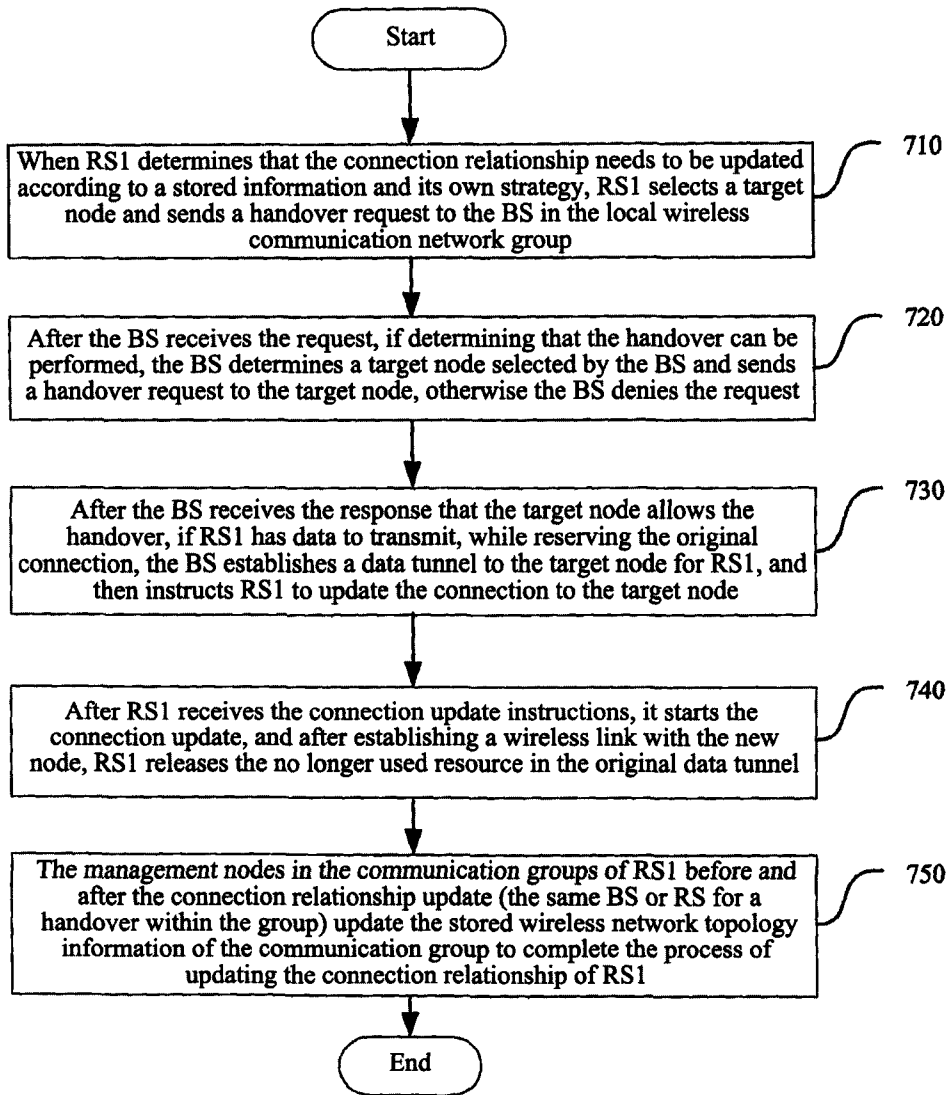 Start
710
When RS1 determines that the connection relationship needs to be updated
according to a stored information and its own strategy, RS1 selects a target
node and sends a handover request to the BS in the local wireless
communication network group
720
After the BS receives the request, if determining that the handover can be
performed, the BS determines a target node selected by the BS and sends
a handover request to the target node, otherwise the BS denies the request
730
After the BS receives the response that the target node allows the
handover, if RS1 has data to transmit, while reserving the original
connection, the BS establishes a data tunnel to the target node for RS1, and
then instructs RS1 to update the connection to the target node
740
After RS1 receives the connection update instructions, it starts the
connection update, and after establishing a wireless link with the new
node, RS1 releases the no longer used resource in the original data tunnel
750
The management nodes in the communication groups of RS1 before and
after the connection relationship update (the same BS or RS for a
handover within the group) update the stored wireless network topology
information of the communication group to complete the process of
updating the connection relationship of RS1
End